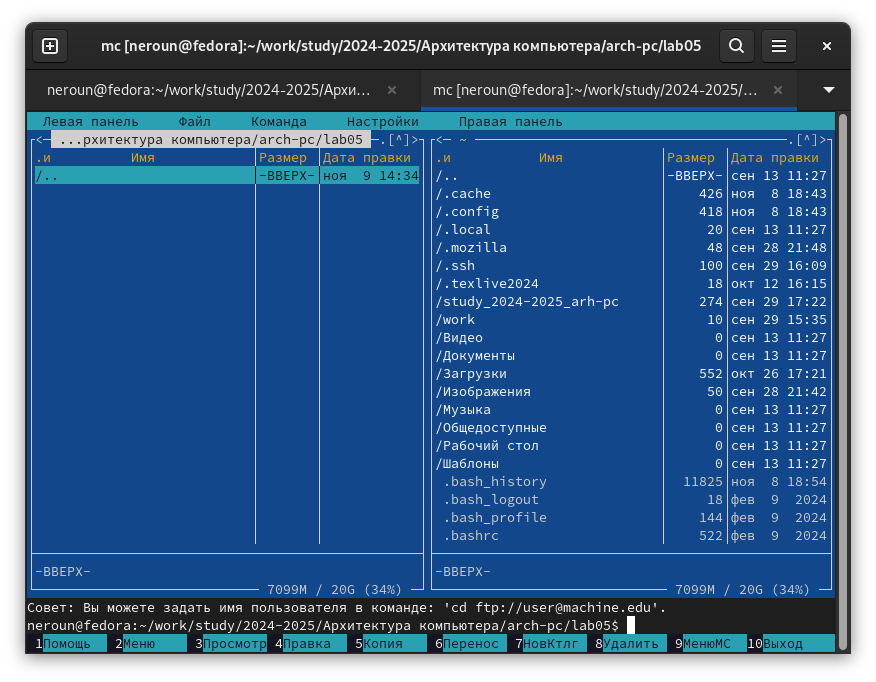 mc [neroun@fedora]:~/work/study/2024-2025/Архитектура компьютера/arch-pc/lab05
neroun@fedora:~/work/study/2024-2025/Архи... × mc [neroun@fedora]:~/work/study/2024-2025/... ×
Левая панель Файл Команда Настройки Правая панель
<— ...рхитектура компьютера/arch-pc/lab05 —.[^]> <— ~ .[^]>
.и Имя Размер Дата правки .и Имя Размер Дата правки
/.. -ВВЕРХ- ноя 9 14:34 /.. -ВВЕРХ- сен 13 11:27
/.cache 426 ноя 8 18:43
/.config 418 ноя 8 18:43
/.local 20 сен 13 11:27
/.mozilla 48 сен 28 21:48
/.ssh 100 сен 29 16:09
/.texlive2024 18 окт 12 16:15
/study_2024-2025_arh-pc 274 сен 29 17:22
/work 10 сен 29 15:35
/Видео 0 сен 13 11:27
/Документы 0 сен 13 11:27
/Загрузки 552 окт 26 17:21
/Изображения 50 сен 28 21:42
/Музыка 0 сен 13 11:27
/Общедоступные 0 сен 13 11:27
/Рабочий стол 0 сен 13 11:27
/Шаблоны 0 сен 13 11:27
.bash_history 11825 ноя 8 18:54
.bash_logout 18 фев 9 2024
.bash_profile 144 фев 9 2024
.bashrc 522 фев 9 2024
-ВВЕРХ- -ВВЕРХ-
7099M / 20G (34%) 7099M / 20G (34%)
Совет: Вы можете задать имя пользователя в команде: 'cd ftp://user@machine.edu'.
neroun@fedora:~/work/study/2024-2025/Архитектура компьютера/arch-pc/lab05$
1Помощь 2Меню 3Просмотр 4Правка 5Копия 6Перенос 7НовКтлг 8Удалить 9МенюMC 10Выход